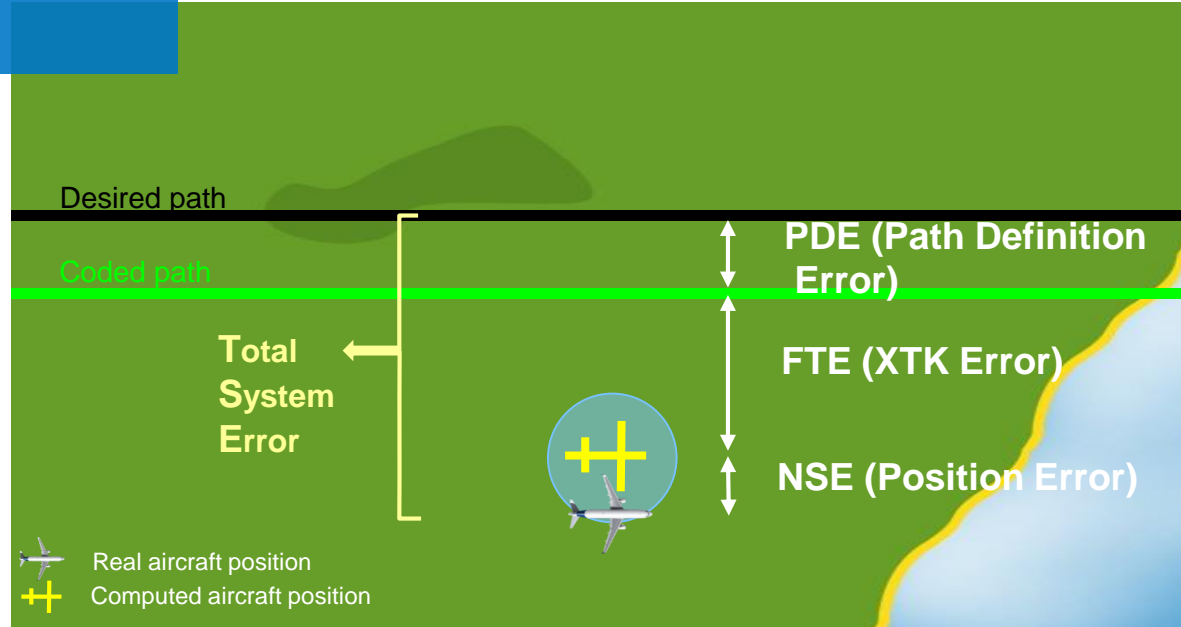 Desired path
PDE (Path Definition
Error)
Coded path
Total
System
Error
FTE (XTK Error)
NSE (Position Error)
Real aircraft position
Computed aircraft position